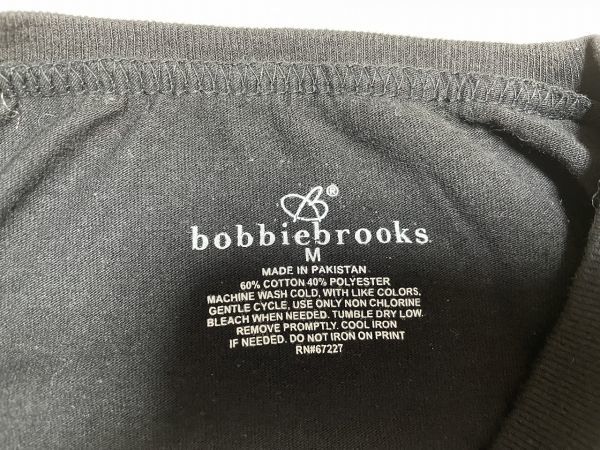 B®
bobbiebrooks.
M
MADE IN PAKISTAN
60% COTTON 40% POLYESTER
MACHINE WASH COLD, WITH LIKE COLORS,
GENTLE CYCLE, USE ONLY NON CHLORINE
BLEACH WHEN NEEDED. TUMBLE DRY LOW.
REMOVE PROMPTLY. COOL IRON
IF NEEDED. DO NOT IRON ON PRINT
RN#67227